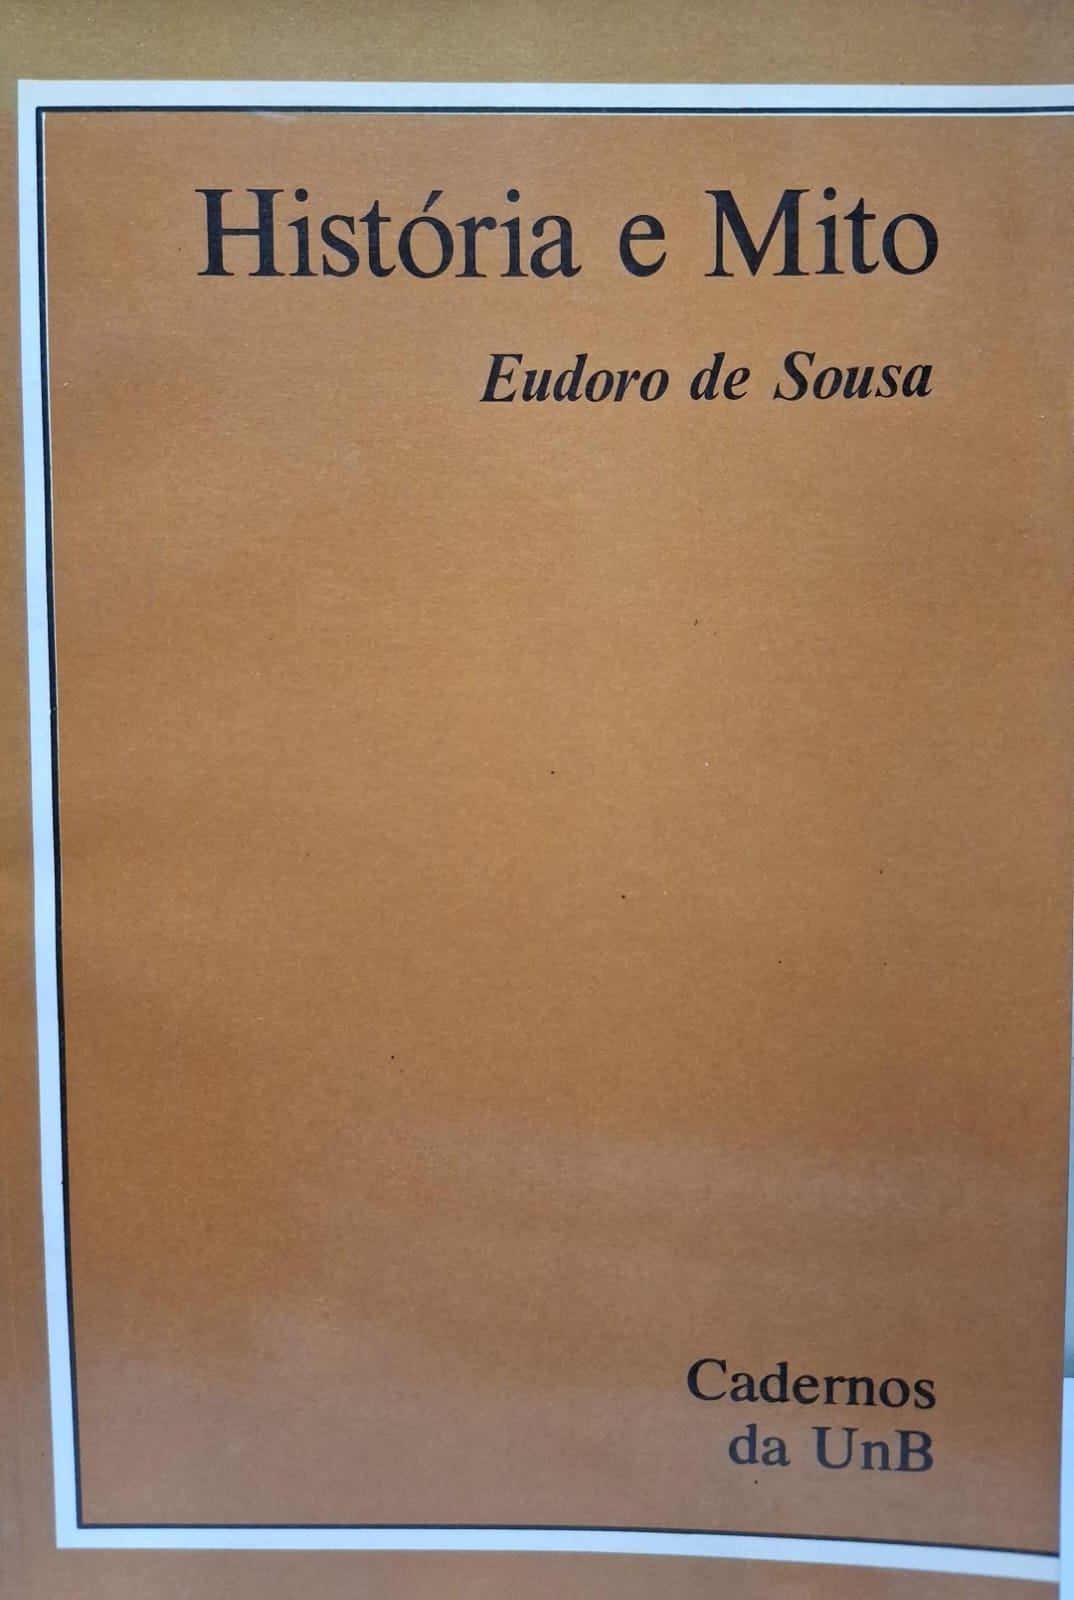 História e Mito
Eudoro de Sousa
Cadernos
da UnB